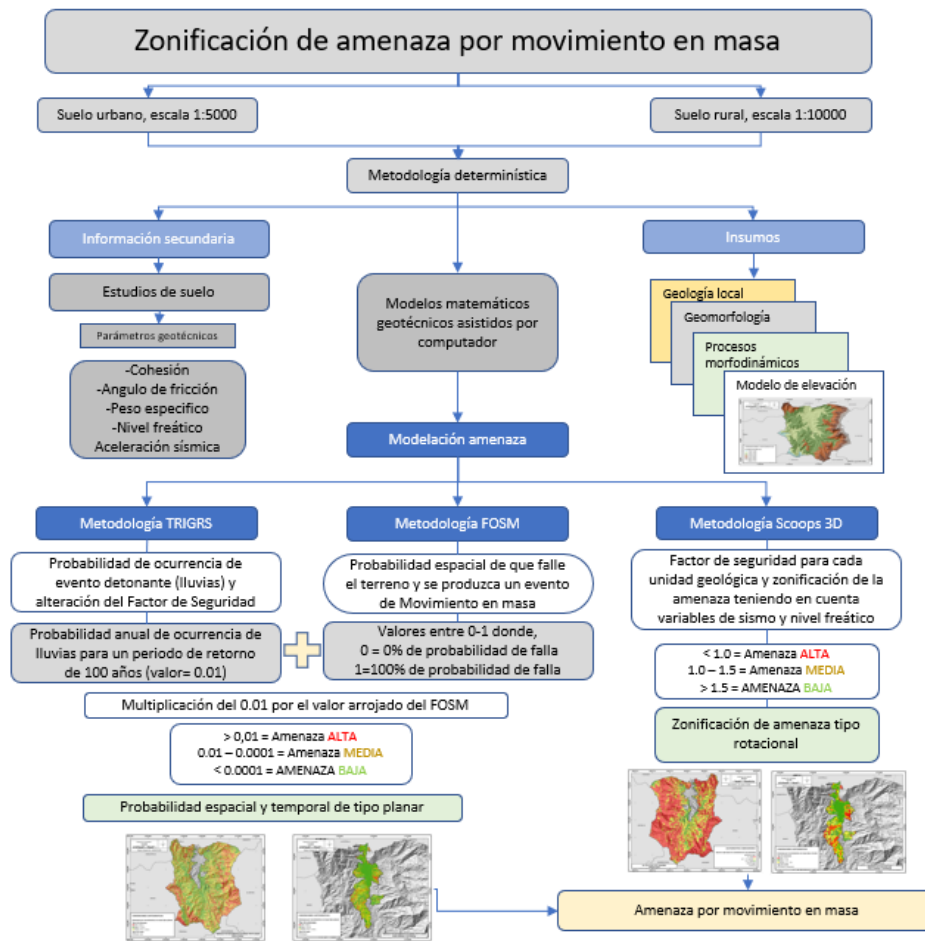 Zonificación de amenaza por movimiento en masa
Suelo urbano, escala 1:5000
Suelo rural, escala 1:10000
Metodología determinística
Información secundaria
Insumos
Estudios de suelo
Parámetros geotécnicos
-Cohesión
-Angulo de fricción
-Peso especifico
-Nivel freático
Aceleración sísmica
Modelos matemáticos
geotécnicos asistidos por
computador
Geología local
Geomorfología
Procesos
morfodinámicos
Modelo de elevación
Modelación amenaza
Metodología TRIGRS
Probabilidad de ocurrencia de
evento detonante (lluvias) y
alteración del Factor de Seguridad
Probabilidad anual de ocurrencia de
lluvias para un periodo de retorno
de 100 años (valor= 0.01)
Metodología FOSM
Probabilidad espacial de que falle
el terreno y se produzca un evento
de Movimiento en masa
Valores entre 0-1 donde,
0 = 0% de probabilidad de falla
1=100% de probabilidad de falla
Multiplicación del 0.01 por el valor arrojado del FOSM
> 0,01 = Amenaza ALTA
0.01 – 0.0001 = Amenaza MEDIA
< 0.0001 = AMENAZA BAJA
Probabilidad espacial y temporal de tipo planar
Metodología Scoops 3D
Factor de seguridad para cada
unidad geológica y zonificación de la
amenaza teniendo en cuenta
variables de sismo y nivel freático
< 1.0 = Amenaza ALTA
1.0 – 1.5 = Amenaza MEDIA
> 1.5 = AMENAZA BAJA
Zonificación de amenaza tipo
rotacional
Amenaza por movimiento en masa